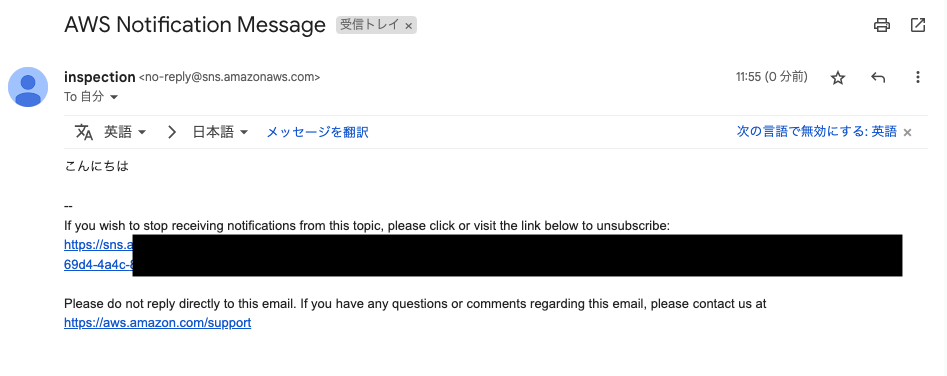 AWS Notification Message 受信トレイ ×
inspection <no-reply@sns.amazonaws.com> 11:55 (0 分前)
To 自分
英語 日本語 メッセージを翻訳 次の言語で無効にする: 英語 ×
こんにちは
--
If you wish to stop receiving notifications from this topic, please click or visit the link below to unsubscribe:
https://sns.a
69d4-4a4c-
Please do not reply directly to this email. If you have any questions or comments regarding this email, please contact us at
https://aws.amazon.com/support